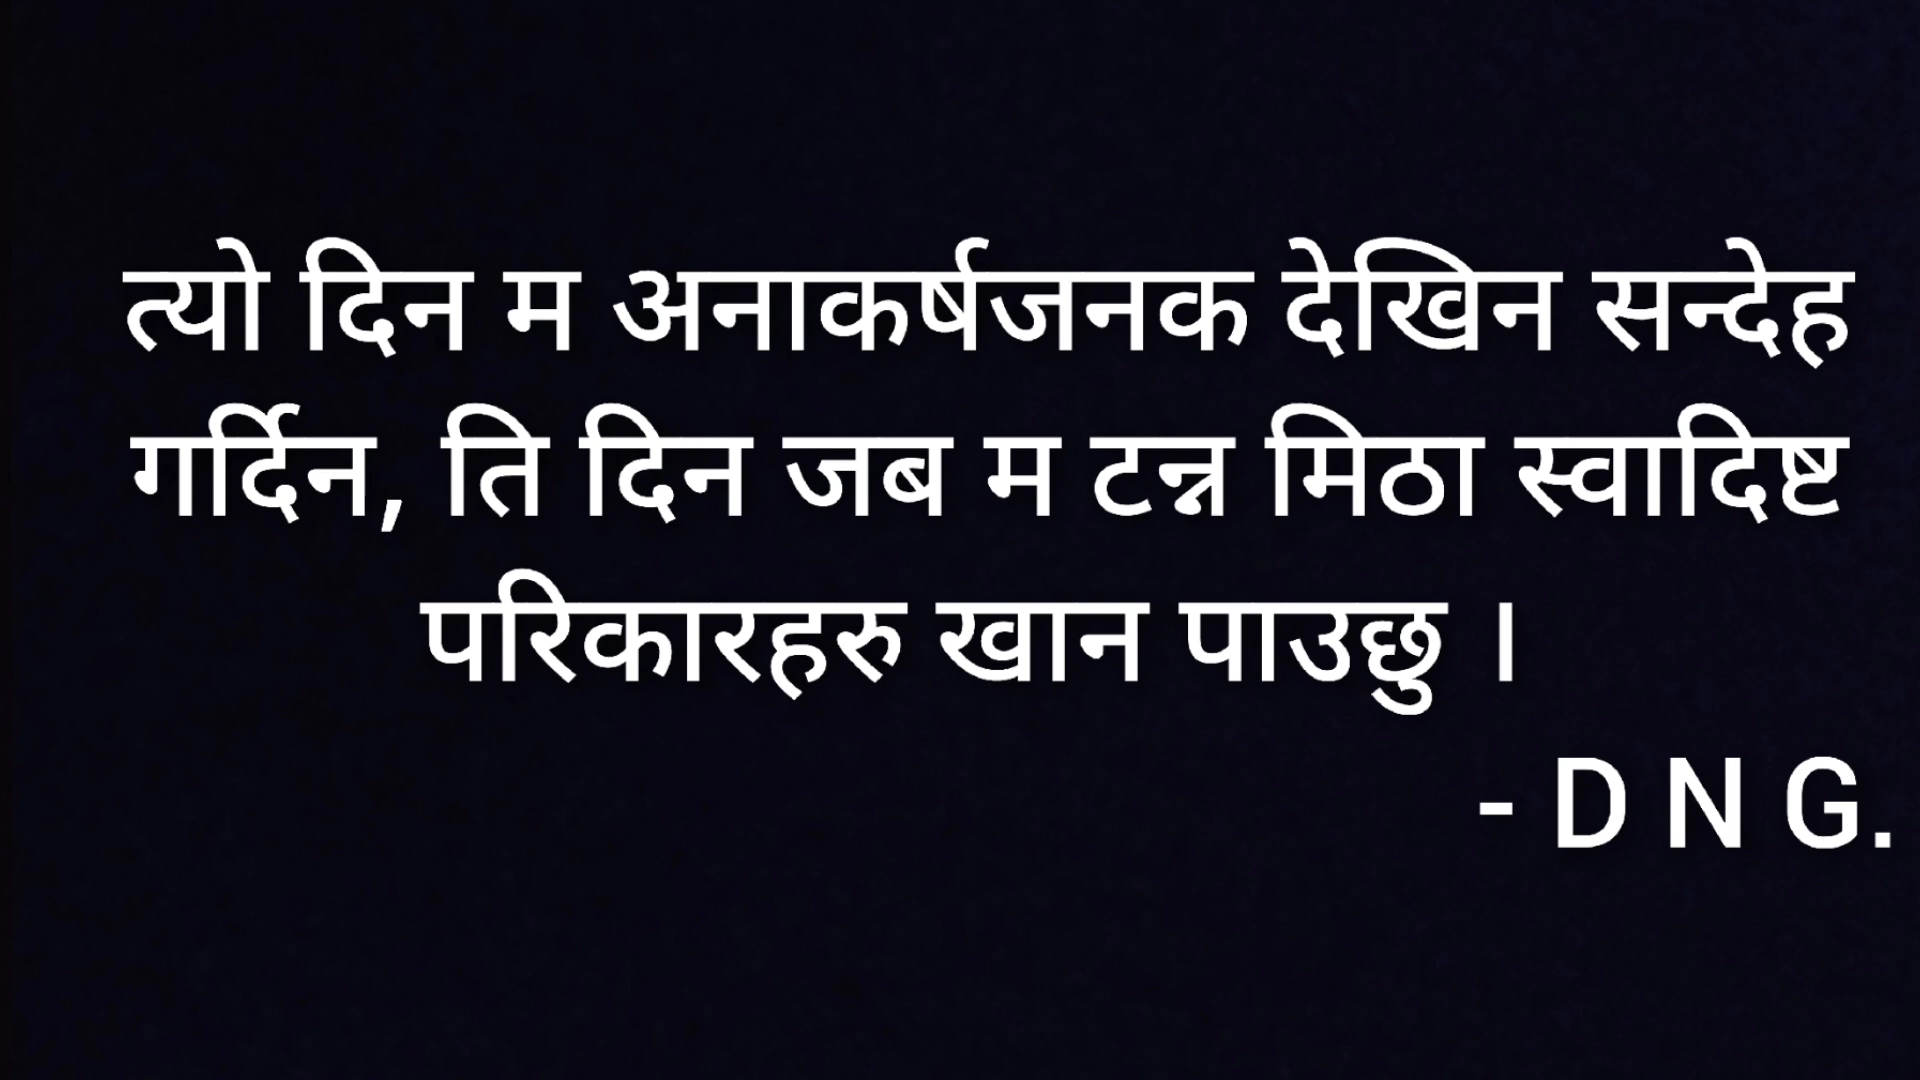 त्यो दिन म अनाकर्षजनक देखिन सन्देह
गर्दिन, ति दिन जब म टन्न मिठा स्वादिष्ट
परिकारहरु खान पाउछु ।
- D N G.